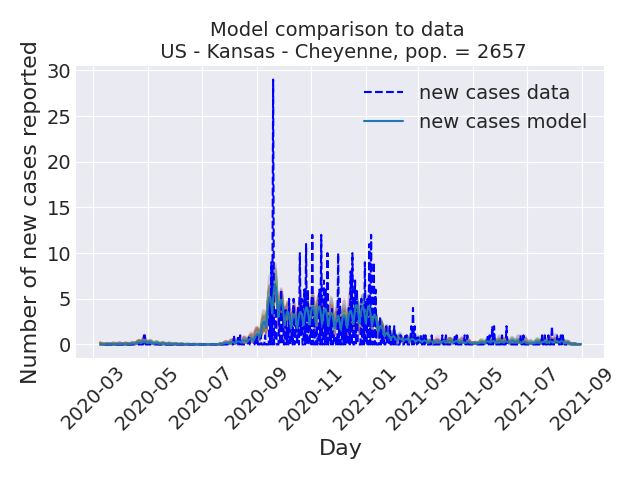 Model comparison to data
US - Kansas - Cheyenne, pop. = 2657
Number of new cases reported
30
25
20
15
10
5
0
new cases data
new cases model
2020-03
2020-05
2020-07
2020-09
2020-11
2021-01
2021-03
2021-05
2021-07
2021-09
Day